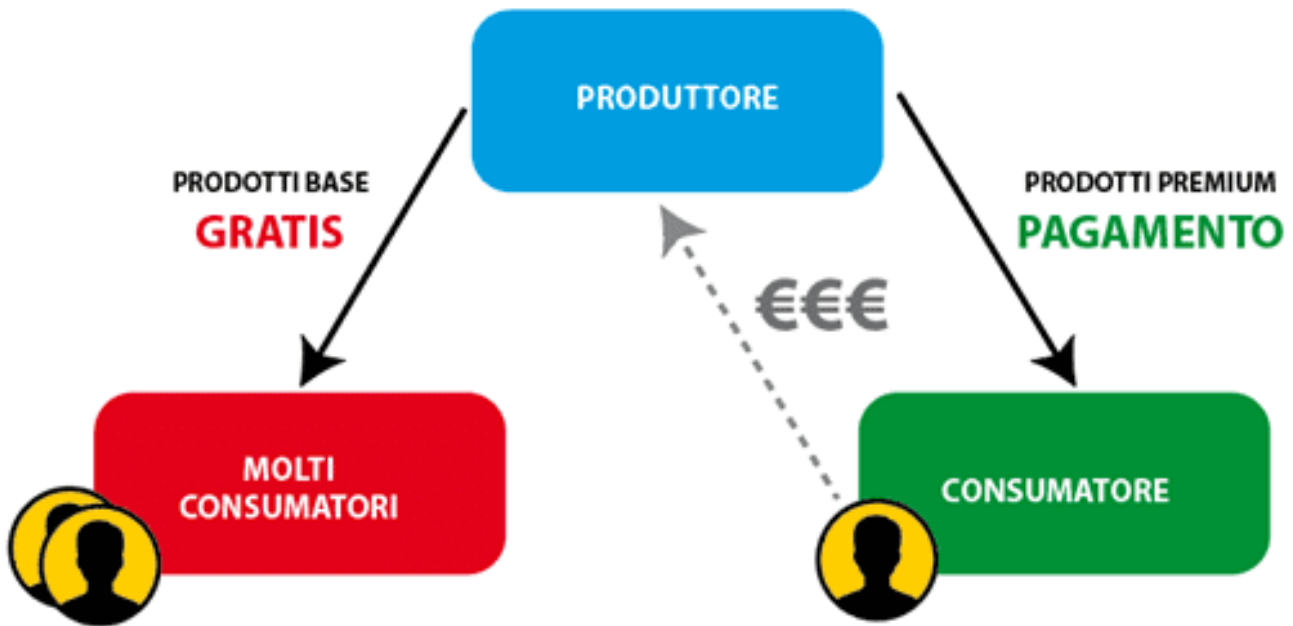 PRODUTTORE
PRODOTTI BASE
GRATIS
PRODOTTI PREMIUM
PAGAMENTO
€€€
MOLTI
CONSUMATORI
CONSUMATORE